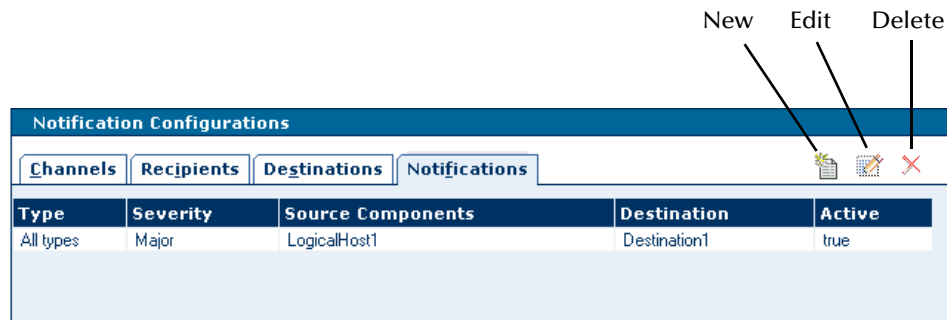 New Edit Delete
Notification Configurations
Channels Recipients Destinations Notifications
Type Severity Source Components Destination Active
All types Major LogicalHost1 Destination1 true